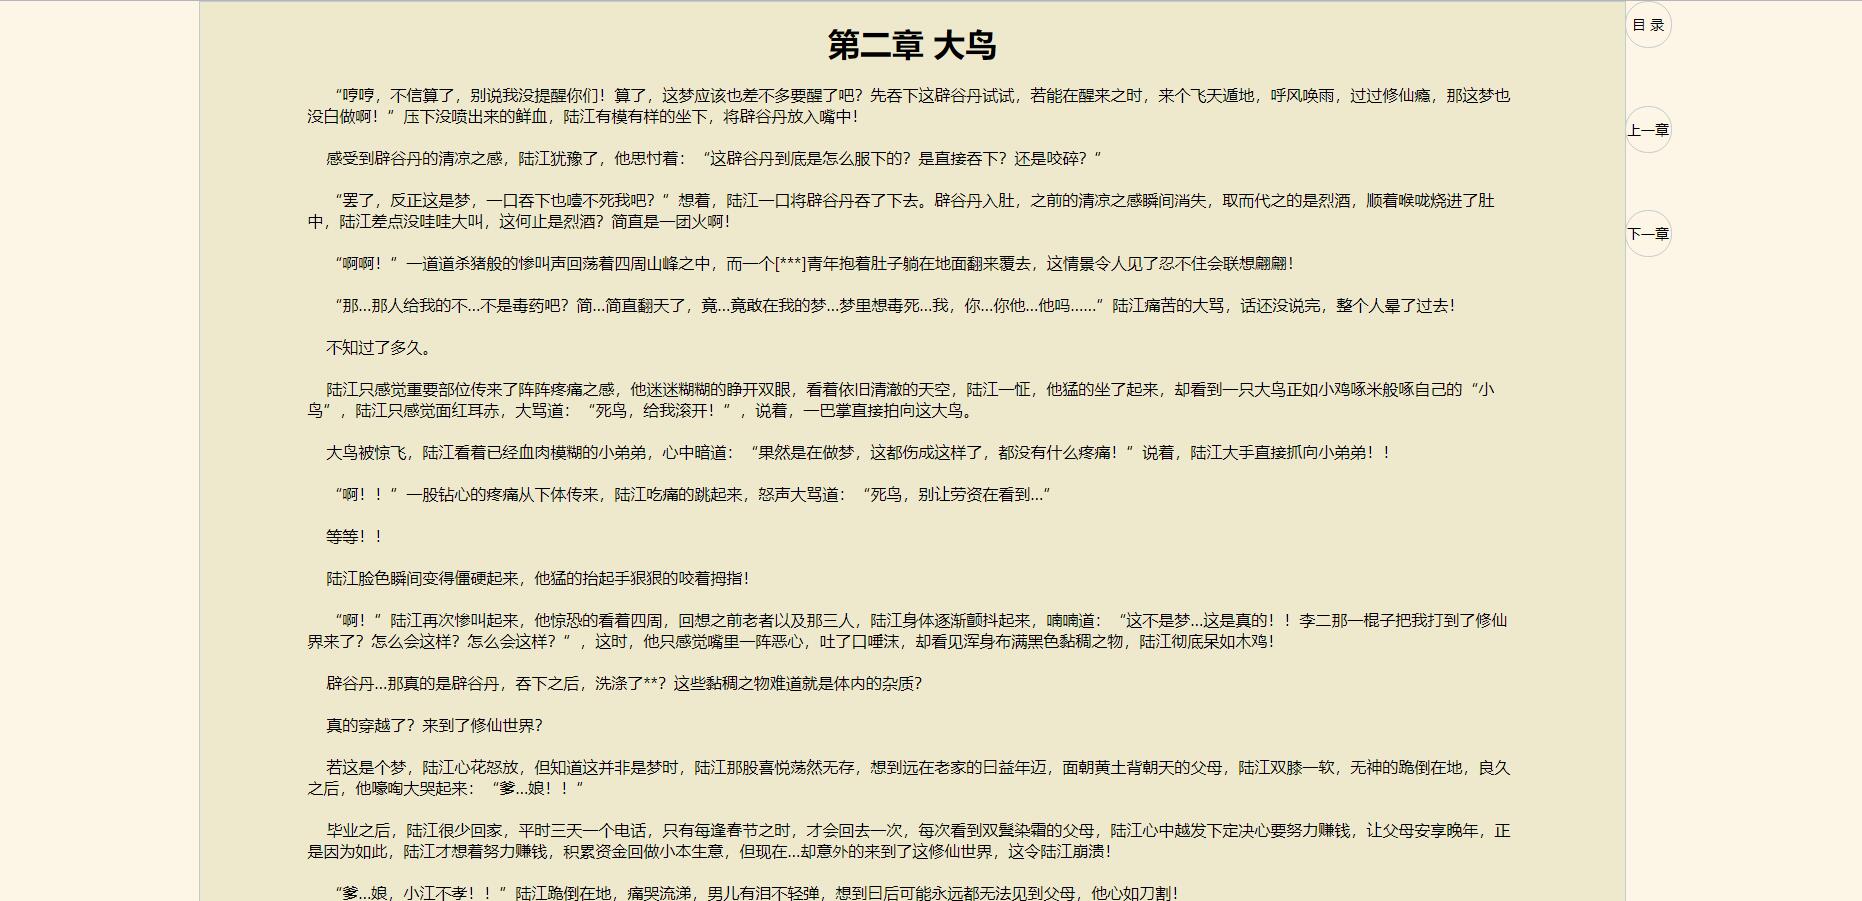 第二章 大鸟
目 录
上一章
下一章
“哼哼，不信算了，别说我没提醒你们！算了，这梦应该也差不多要醒了吧？先吞下这辟谷丹试试，若能在醒来之时，来个飞天遁地，呼风唤雨，过过修仙瘾，那这梦也
没白做啊！”压下没喷出来的鲜血，陆江有模有样的坐下，将辟谷丹放入嘴中！
感受到辟谷丹的清凉之感，陆江犹豫了，他思忖着：“这辟谷丹到底是怎么服下的？是直接吞下？还是咬碎？”
“罢了，反正这是梦，一口吞下也噎不死我吧？”想着，陆江一口将辟谷丹吞了下去。辟谷丹入肚，之前的清凉之感瞬间消失，取而代之的是烈酒，顺着喉咙烧进了肚
中，陆江差点没哇哇大叫，这何止是烈酒？简直是一团火啊！
“啊啊！”一道道杀猪般的惨叫声回荡着四周山峰之中，而一个[***]青年抱着肚子躺在地面翻来覆去，这情景令人见了忍不住会联想翩翩！
“那...那人给我的不...不是毒药吧？简...简直翻天了，竟...竟敢在我的梦...梦里想毒死...我，你...你他...他吗......”陆江痛苦的大骂，话还没说完，整个人晕了过去！
不知过了多久。
陆江只感觉重要部位传来了阵阵疼痛之感，他迷迷糊糊的睁开双眼，看着依旧清澈的天空，陆江一怔，他猛的坐了起来，却看到一只大鸟正如小鸡啄米般啄自己的“小
鸟”，陆江只感觉面红耳赤，大骂道：“死鸟，给我滚开！”，说着，一巴掌直接拍向这大鸟。
大鸟被惊飞，陆江看着已经血肉模糊的小弟弟，心中暗道：“果然是在做梦，这都伤成这样了，都没有什么疼痛！”说着，陆江大手直接抓向小弟弟！！
“啊！！”一股钻心的疼痛从下体传来，陆江吃痛的跳起来，怒声大骂道：“死鸟，别让劳资在看到...”
等等！！
陆江脸色瞬间变得僵硬起来，他猛的抬起手狠狠的咬着拇指！
“啊！”陆江再次惨叫起来，他惊恐的看着四周，回想之前老者以及那三人，陆江身体逐渐颤抖起来，喃喃道：“这不是梦...这是真的！！李二那一棍子把我打到了修仙
界来了？怎么会这样？怎么会这样？”，这时，他只感觉嘴里一阵恶心，吐了口唾沫，却看见浑身布满黑色黏稠之物，陆江彻底呆如木鸡！
辟谷丹...那真的是辟谷丹，吞下之后，洗涤了**？这些黏稠之物难道就是体内的杂质？
真的穿越了？来到了修仙世界？
若这是个梦，陆江心花怒放，但知道这并非是梦时，陆江那股喜悦荡然无存，想到远在老家的日益年迈，面朝黄土背朝天的父母，陆江双膝一软，无神的跪倒在地，良久
之后，他嚎啕大哭起来：“爹...娘！！”
毕业之后，陆江很少回家，平时三天一个电话，只有每逢春节之时，才会回去一次，每次看到双鬓染霜的父母，陆江心中越发下定决心要努力赚钱，让父母安享晚年，正
是因为如此，陆江才想着努力赚钱，积累资金回做小本生意，但现在...却意外的来到了这修仙世界，这令陆江崩溃！
“爹...娘，小江不孝！！”陆江跪倒在地，痛哭流涕，男儿有泪不轻弹，想到日后可能永远都无法见到父母，他心如刀割！